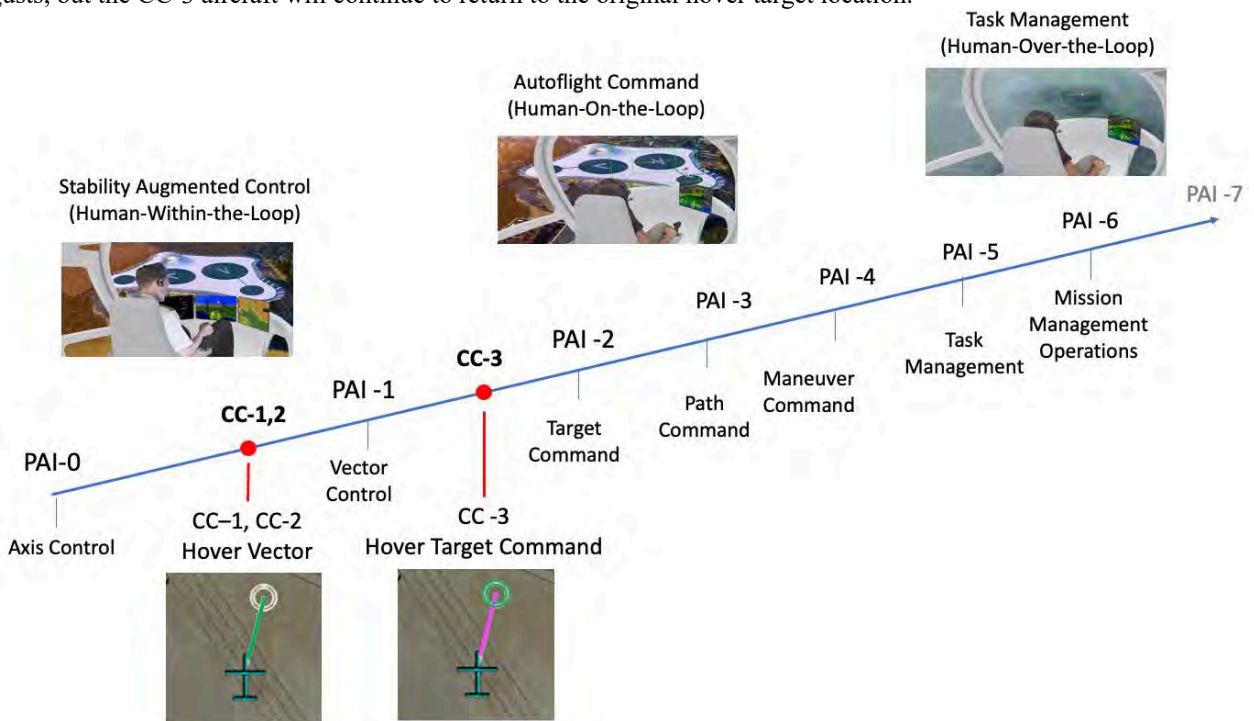 gusts, but the CC-3 aircraft will continue to return to the original hover target location.
Task Management
(Human-Over-the-Loop)
Autoflight Command
(Human-On-the-Loop)
Stability Augmented Control
(Human-Within-the-Loop)
PAI -7
PAI -6
PAI -5
PAI -4
PAI -3
PAI -2
CC-3
PAI -1
CC-1,2
PAI-0
Mission
Management
Operations
Task
Management
Maneuver
Command
Path
Command
Target
Command
Vector
Control
Axis Control
CC–1, CC-2
Hover Vector
CC -3
Hover Target Command